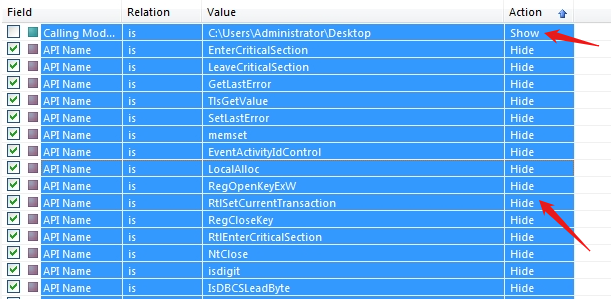 Field Relation Value Action
Calling Mod... is C:\Users\Administrator\Desktop Show
API Name is EnterCriticalSection Hide
API Name is LeaveCriticalSection Hide
API Name is GetLastError Hide
API Name is TlsGetValue Hide
API Name is SetLastError Hide
API Name is memset Hide
API Name is EventActivityIdControl Hide
API Name is LocalAlloc Hide
API Name is RegOpenKeyExW Hide
API Name is RtlSetCurrentTransaction Hide
API Name is RegCloseKey Hide
API Name is RtlEnterCriticalSection Hide
API Name is NtClose Hide
API Name is isdigit Hide
API Name is IsDBCSLeadByte Hide